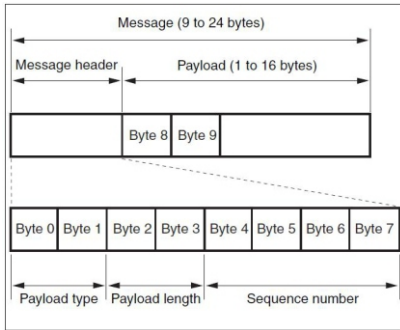 Message (9 to 24 bytes)
Message header Payload (1 to 16 bytes)
Byte 8 Byte 9
Byte 0 Byte 1 Byte 2 Byte 3 Byte 4 Byte 5 Byte 6 Byte 7
Payload type Payload length Sequence number